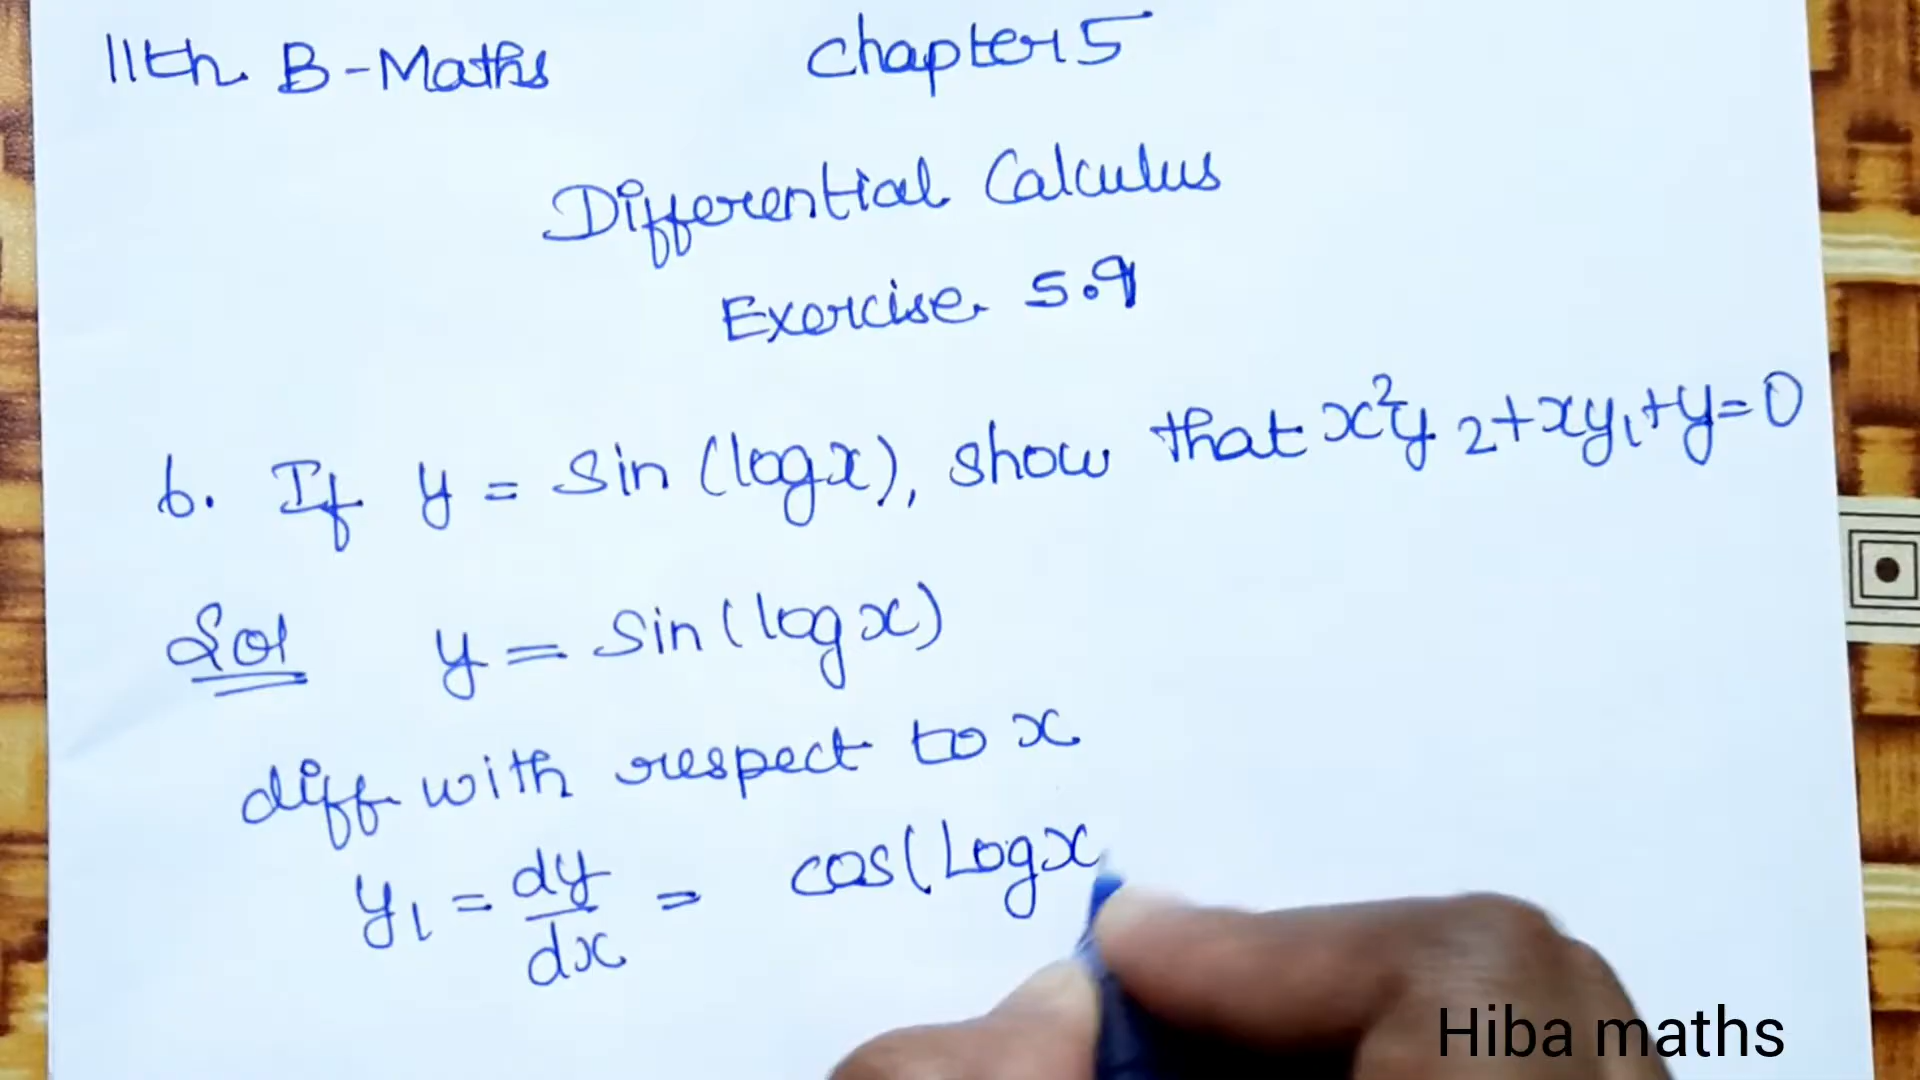 11th B-Maths Chapter 5
Differential Calculus
Exercise 5.9
6. If y = sin (log x), show that x²y₂+xy₁+y=0
Sol y = sin(log x)
diff with respect to x
y₁ = dy/dx = cos(Log x
Hiba maths